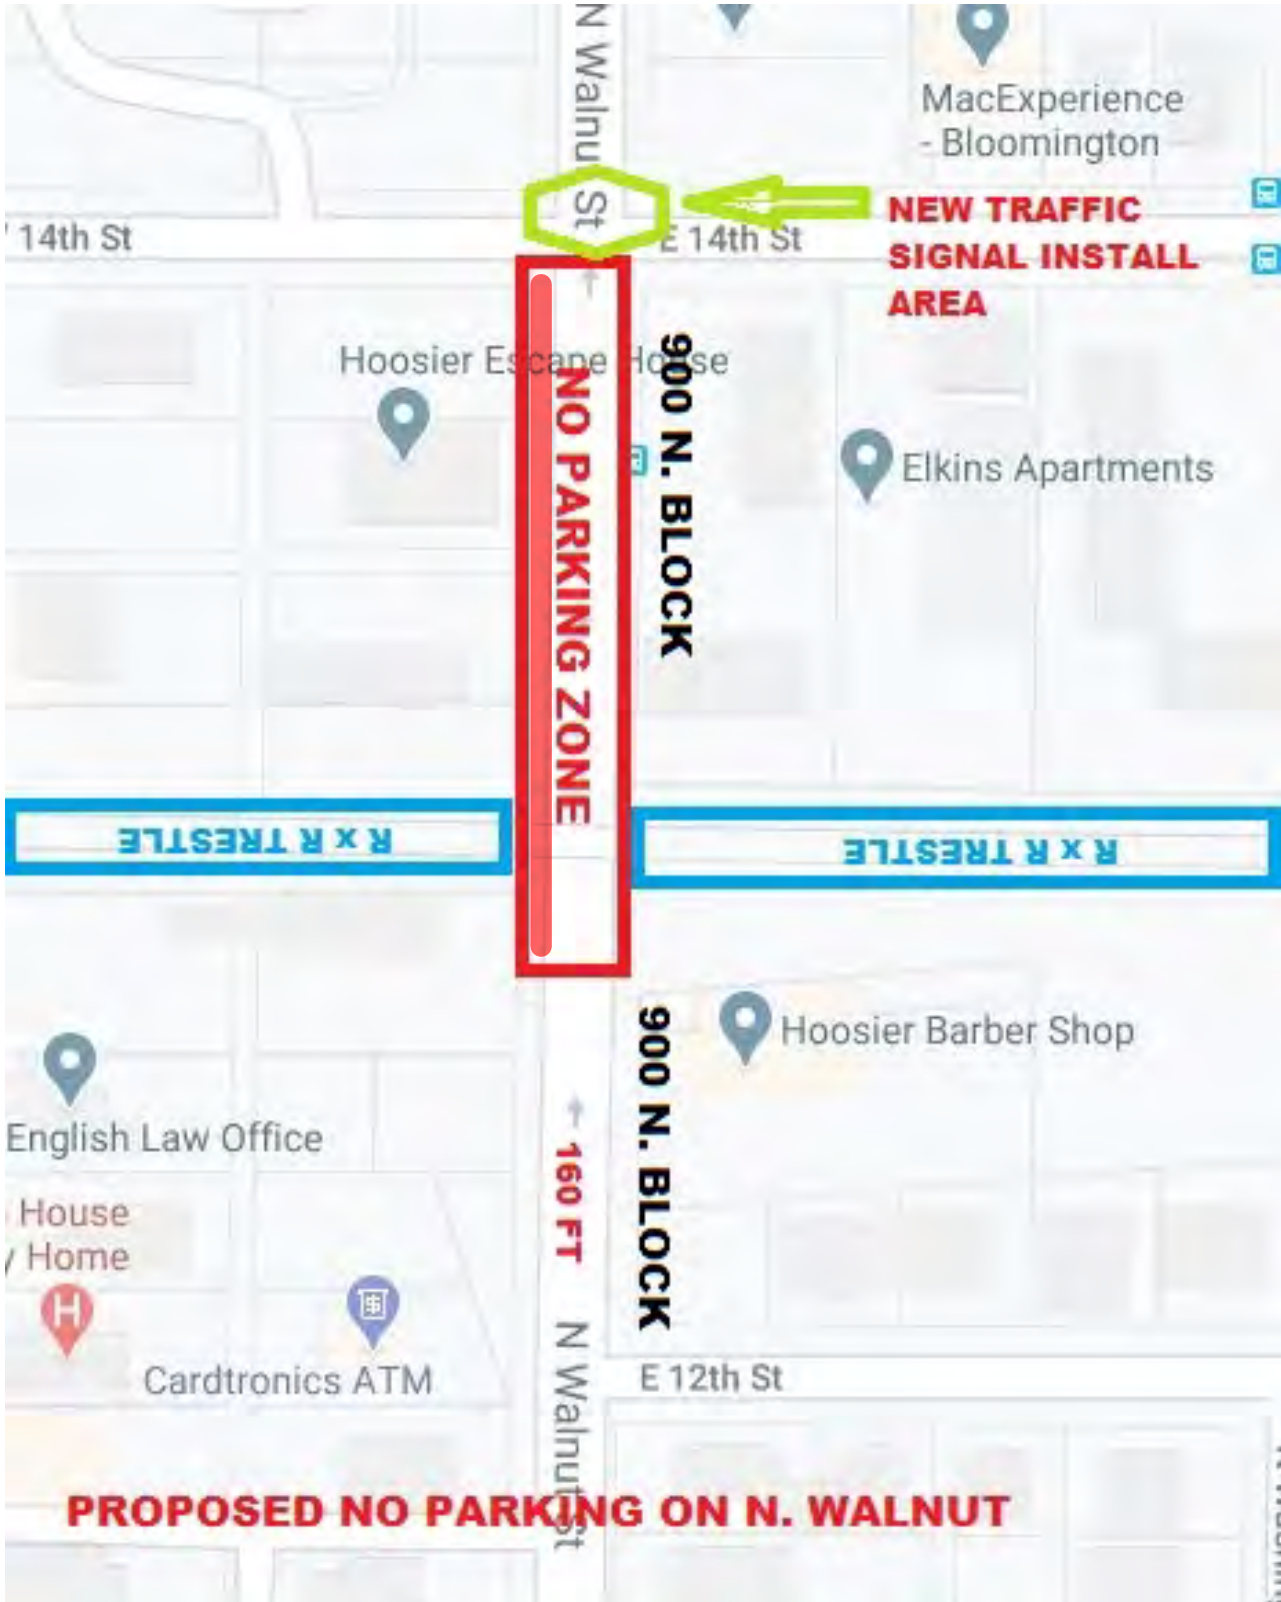 N Walnut St
MacExperience
- Bloomington
14th St
E 14th St
NEW TRAFFIC
SIGNAL INSTALL
AREA
Hoosier Escape House
NO PARKING ZONE
900 N. BLOCK
Elkins Apartments
R x R TRESTLE
R x R TRESTLE
Hoosier Barber Shop
900 N. BLOCK
English Law Office
160 FT
House
y Home
H
$
Cardtronics ATM
E 12th St
N Walnut St
PROPOSED NO PARKING ON N. WALNUT